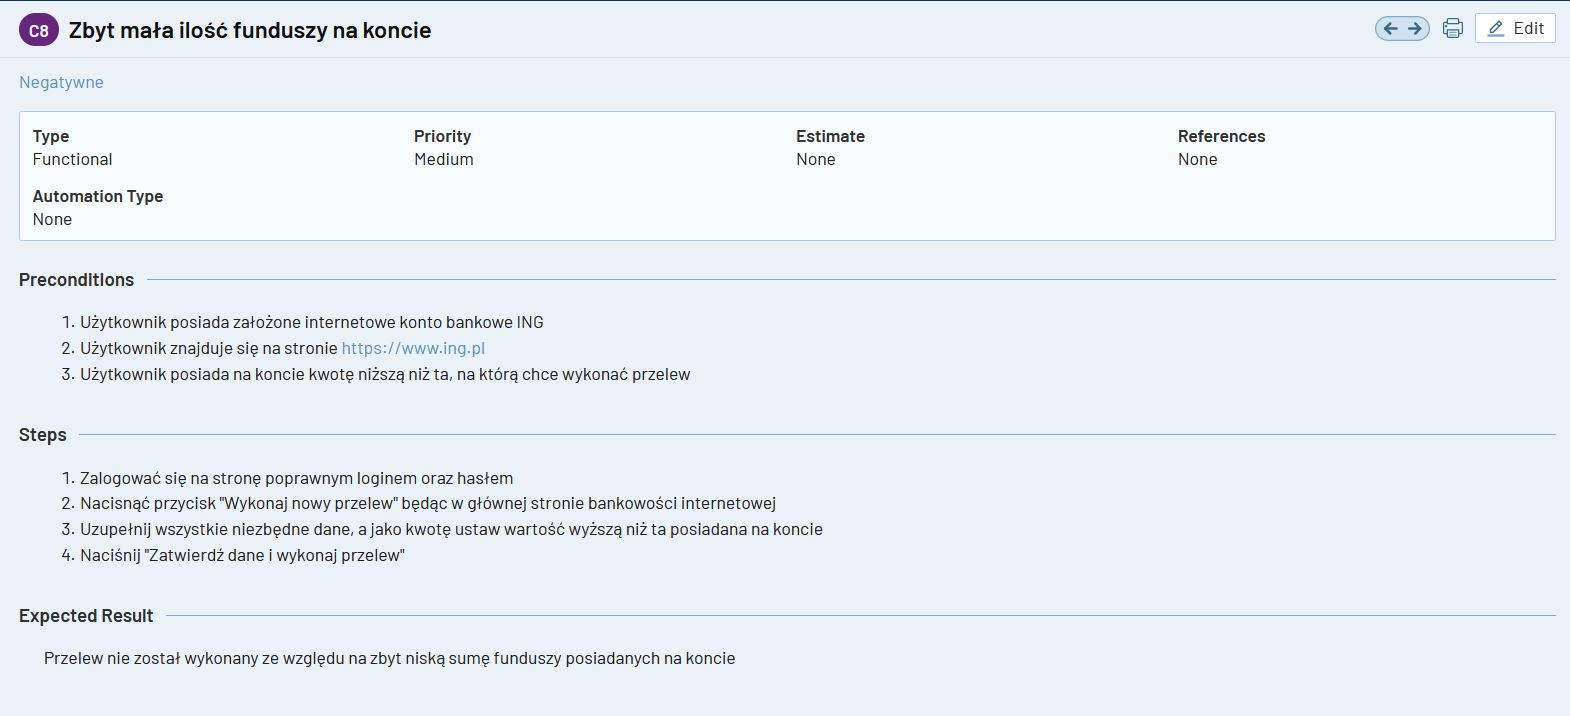 C8 Zbyt mała ilość funduszy na koncie Edit
Negatywne
Type Priority Estimate References
Functional Medium None None
Automation Type
None
Preconditions
1. Użytkownik posiada założone internetowe konto bankowe ING
2. Użytkownik znajduje się na stronie https://www.ing.pl
3. Użytkownik posiada na koncie kwotę niższą niż ta, na którą chce wykonać przelew
Steps
1. Zalogować się na stronę poprawnym loginem oraz hasłem
2. Nacisnąć przycisk "Wykonaj nowy przelew" będąc w głównej stronie bankowości internetowej
3. Uzupełnij wszystkie niezbędne dane, a jako kwotę ustaw wartość wyższą niż ta posiadana na koncie
4. Naciśnij "Zatwierdź dane i wykonaj przelew"
Expected Result
Przelew nie został wykonany ze względu na zbyt niską sumę funduszy posiadanych na koncie